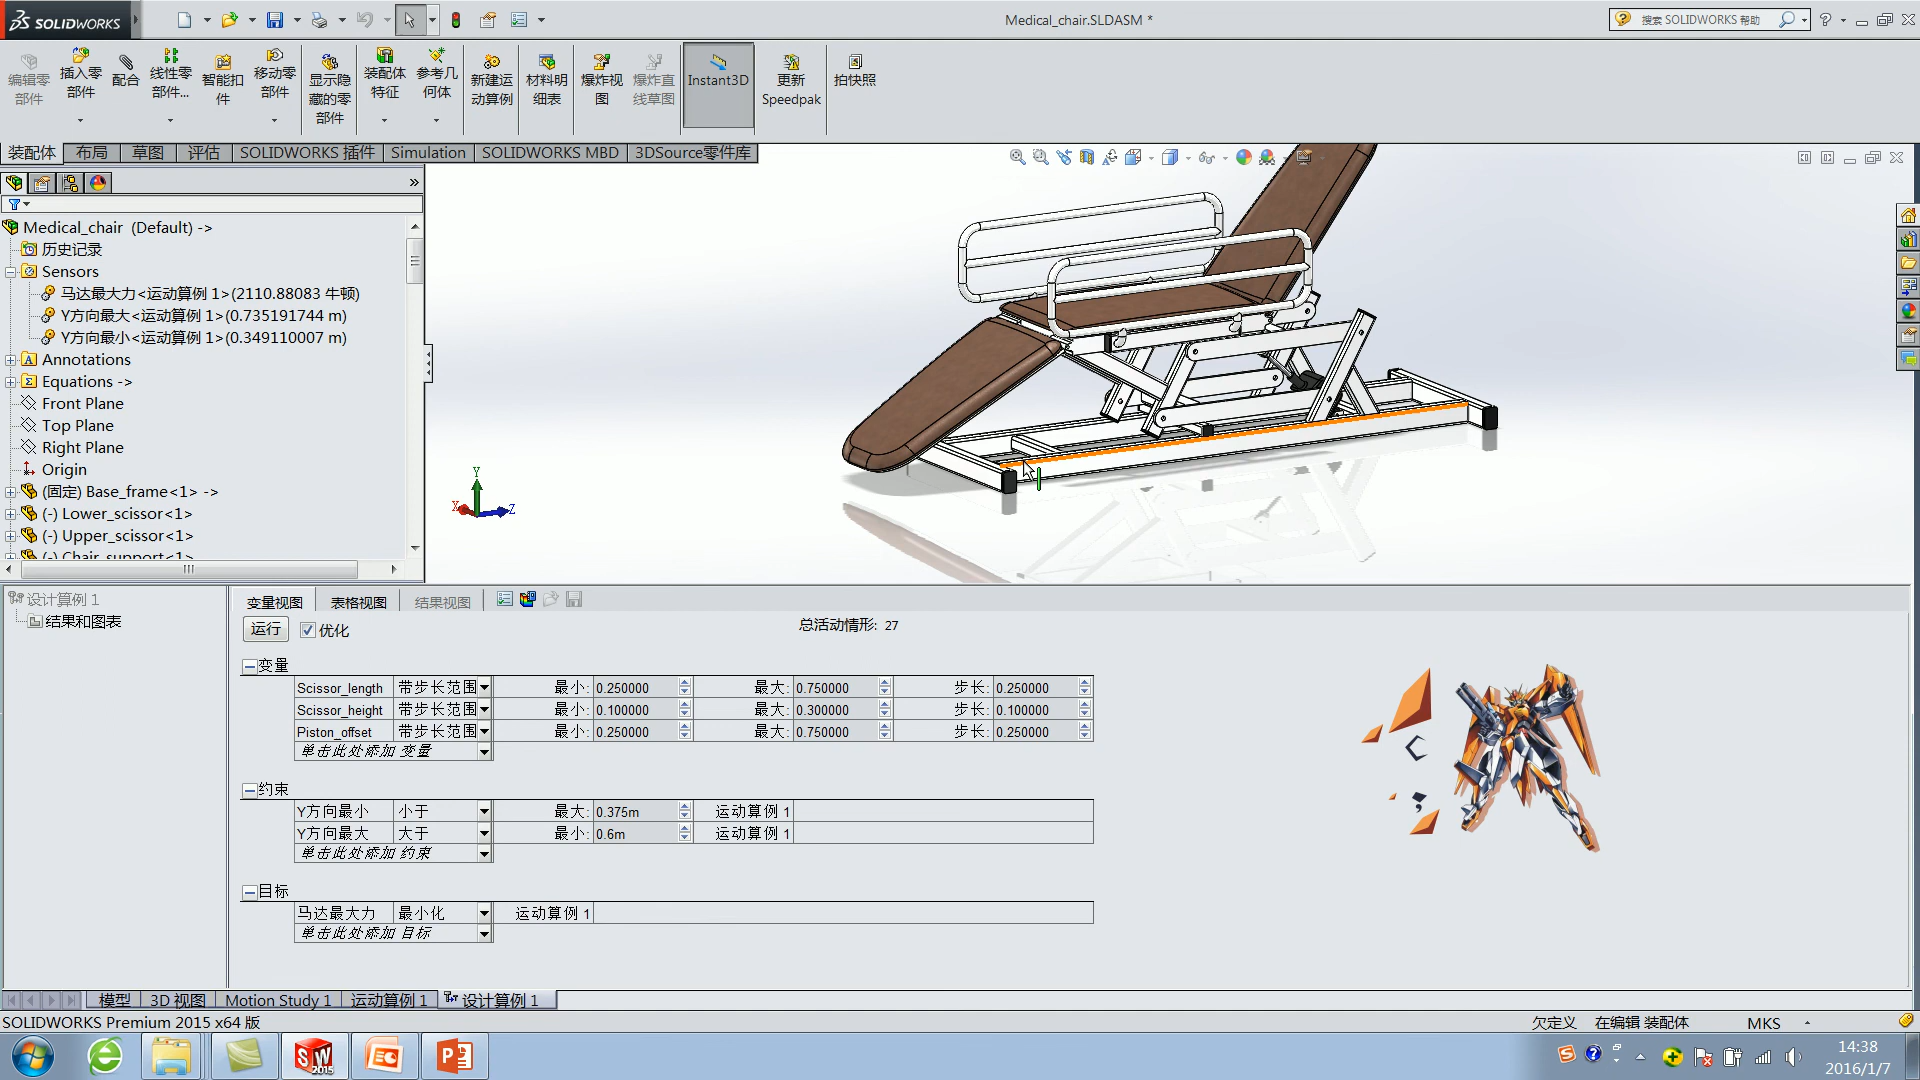 SOLIDWORKS
Medical_chair.SLDASM *
搜索 SOLIDWORKS 帮助
编辑零部件
插入零部件
配合
线性零部件...
智能扣件
移动零部件
显示隐藏的零部件
装配体特征
参考几何体
新建运动算例
材料明细表
爆炸视图
爆炸直线草图
Instant3D
更新 Speedpak
拍快照
装配体 布局 草图 评估 SOLIDWORKS 插件 Simulation SOLIDWORKS MBD 3DSource零件库
Medical_chair (Default) ->
历史记录
Sensors
马达最大力<运动算例 1>(2110.88083 牛顿)
Y方向最大<运动算例 1>(0.735191744 m)
Y方向最小<运动算例 1>(0.349110007 m)
Annotations
Equations ->
Front Plane
Top Plane
Right Plane
Origin
(固定) Base_frame<1> ->
(-) Lower_scissor<1>
(-) Upper_scissor<1>
(-) Chair_support<1>
Y
X
Z
设计算例 1
结果和图表
变量视图 表格视图 结果视图
运行 优化 总活动情形: 27
变量
Scissor_length 带步长范围 最小: 0.250000 最大: 0.750000 步长: 0.250000
Scissor_height 带步长范围 最小: 0.100000 最大: 0.300000 步长: 0.100000
Piston_offset 带步长范围 最小: 0.250000 最大: 0.750000 步长: 0.250000
单击此处添加 变量
约束
Y方向最小 小于 最大: 0.375m 运动算例 1
Y方向最大 大于 最小: 0.6m 运动算例 1
单击此处添加 约束
目标
马达最大力 最小化 运动算例 1
单击此处添加 目标
模型 3D 视图 Motion Study 1 运动算例 1 设计算例 1
SOLIDWORKS Premium 2015 x64 版 欠定义 在编辑 装配体 MKS
SW 2015
14:38
2016/1/7